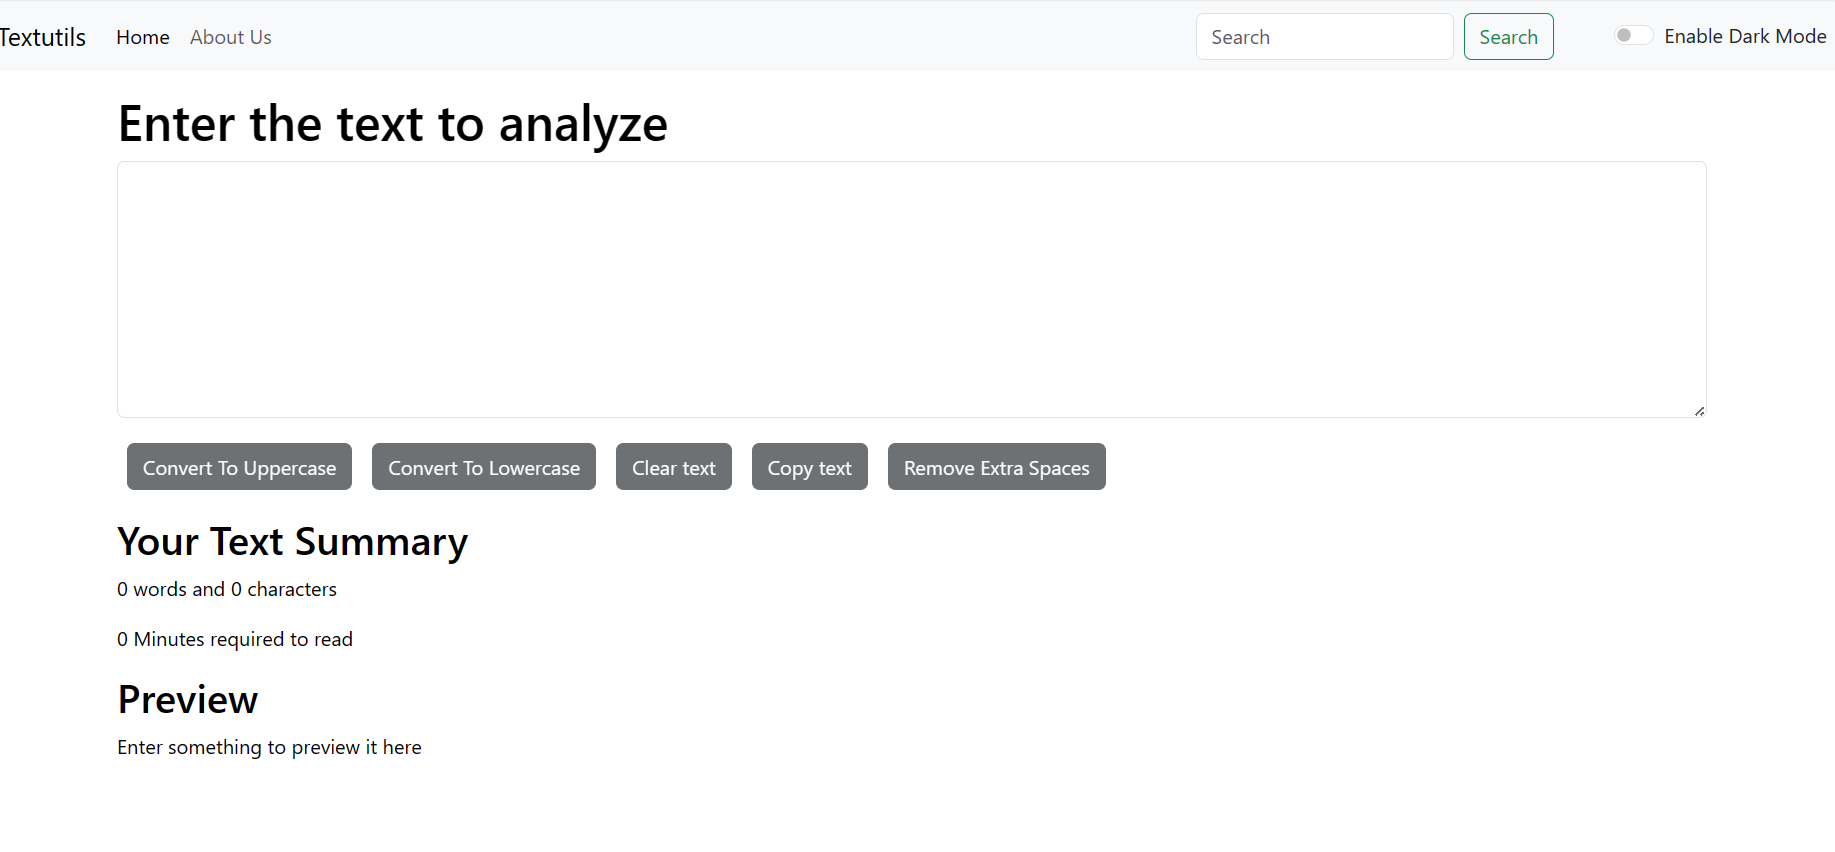 Textutils Home About Us Search Search Enable Dark Mode
Enter the text to analyze
Convert To Uppercase Convert To Lowercase Clear text Copy text Remove Extra Spaces
Your Text Summary
0 words and 0 characters
0 Minutes required to read
Preview
Enter something to preview it here